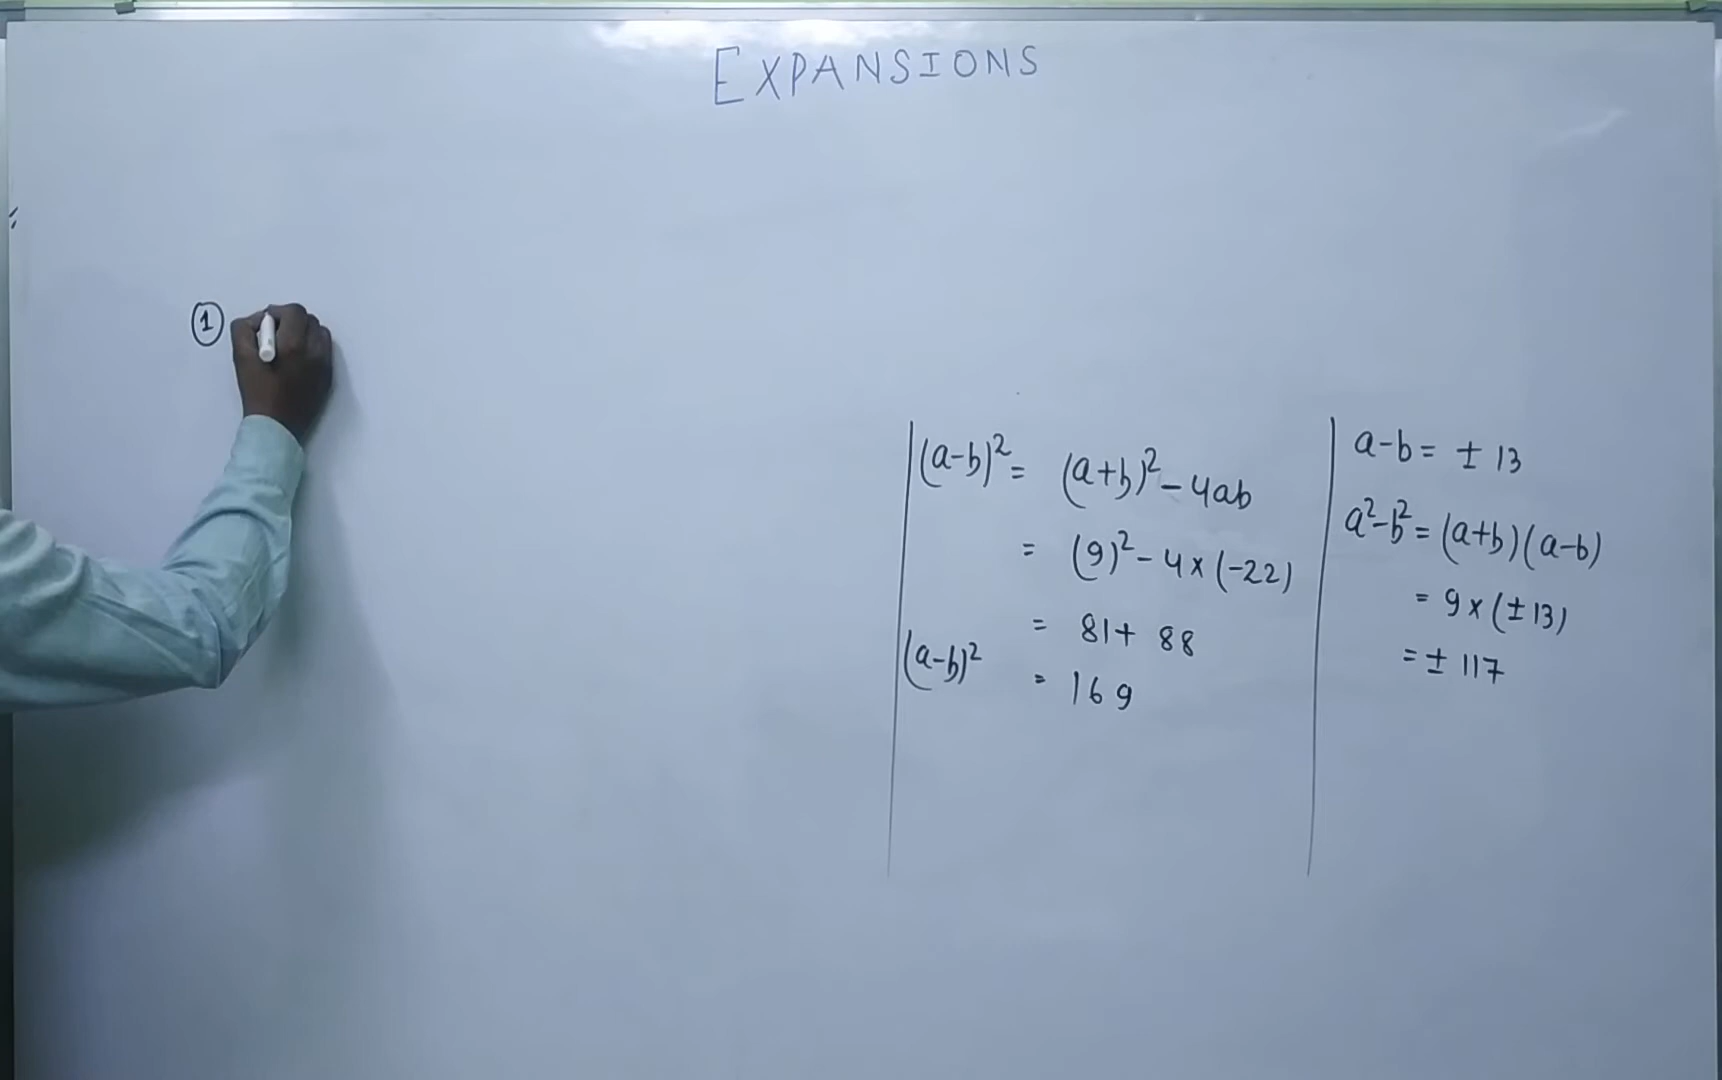 EXPANSIONS
①
(a-b)² = (a+b)² - 4ab
= (9)² - 4 × (-22)
= 81 + 88
(a-b)² = 169
a-b = ± 13
a²-b² = (a+b)(a-b)
= 9 × (± 13)
= ± 117